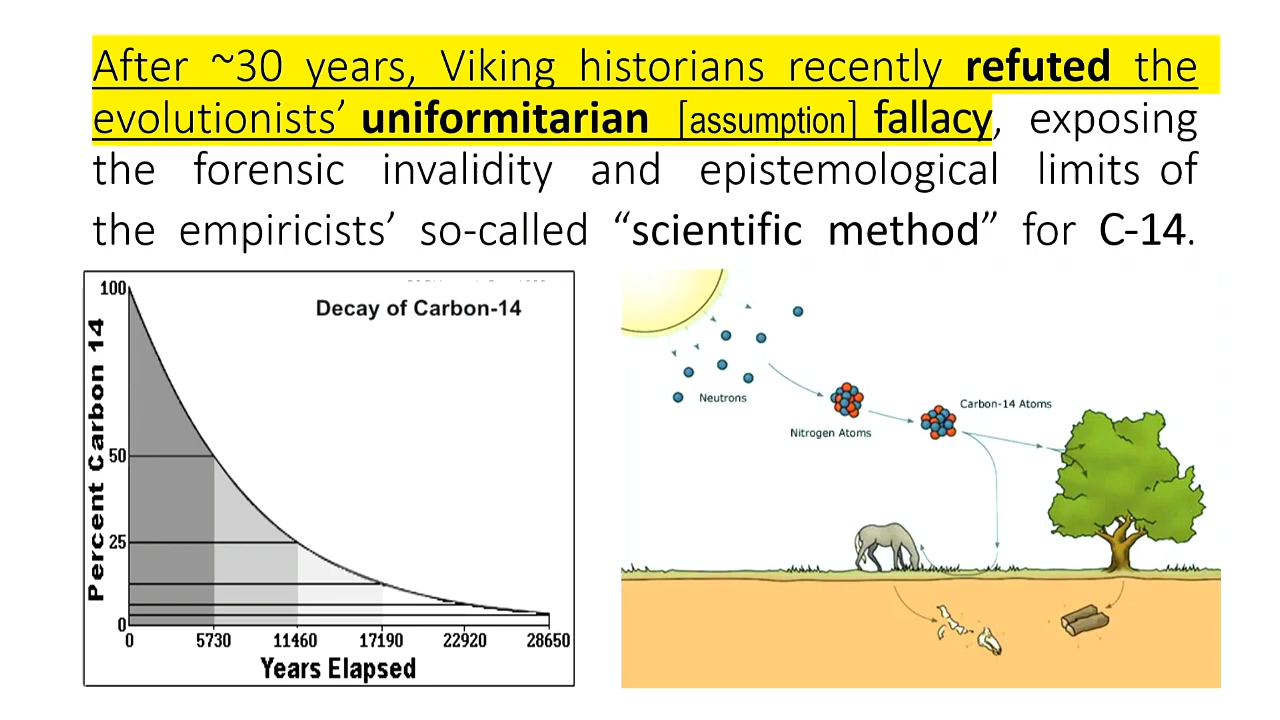 After ~30 years, Viking historians recently refuted the
evolutionists’ uniformitarian [assumption] fallacy, exposing
the forensic invalidity and epistemological limits of
the empiricists’ so-called “scientific method” for C-14.
Decay of Carbon-14
Percent Carbon 14
100
50
25
0
0 5730 11460 17190 22920 28650
Years Elapsed
Neutrons
Nitrogen Atoms
Carbon-14 Atoms